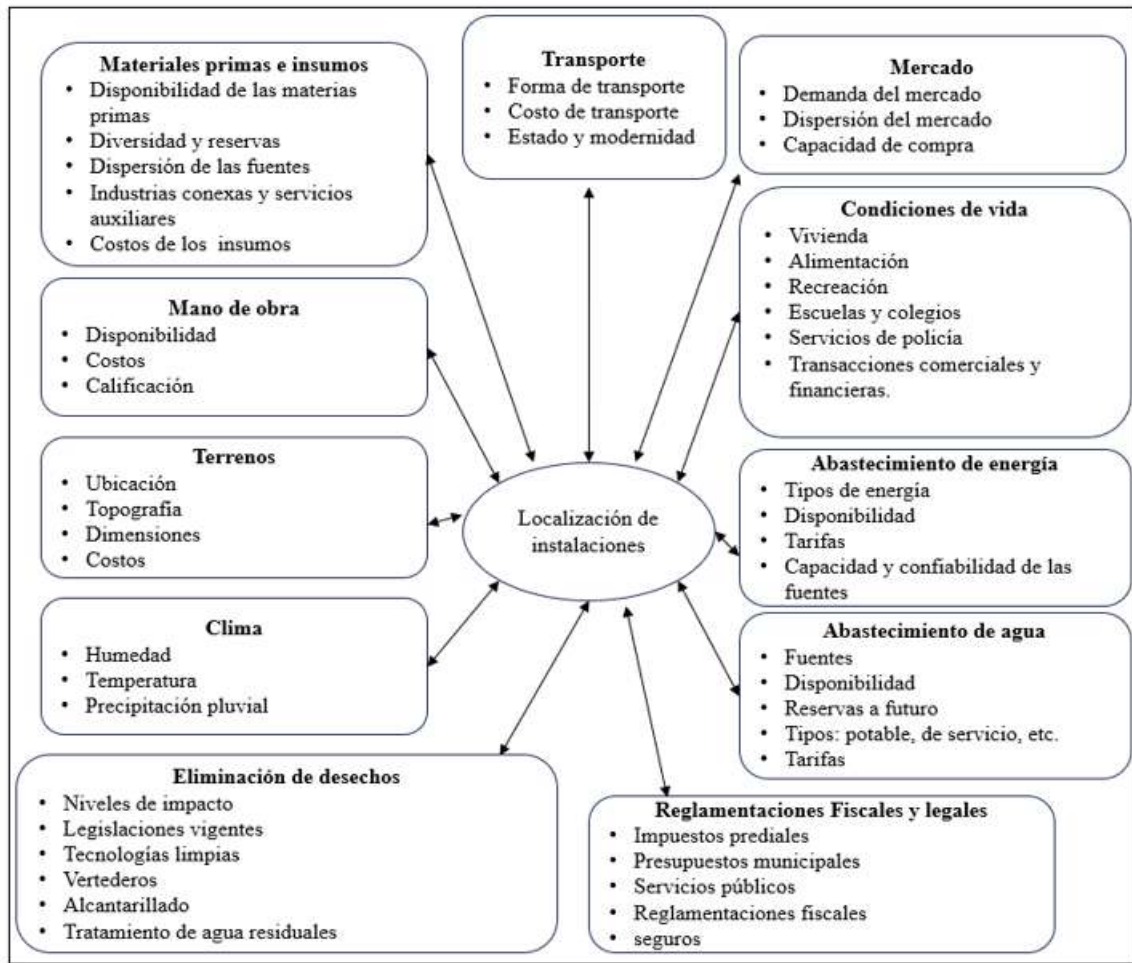 Materiales primas e insumos
• Disponibilidad de las materias
primas
• Diversidad y reservas
• Dispersión de las fuentes
• Industrias conexas y servicios
auxiliares
• Costos de los insumos
Transporte
• Forma de transporte
• Costo de transporte
• Estado y modernidad
Mercado
• Demanda del mercado
• Dispersión del mercado
• Capacidad de compra
Condiciones de vida
• Vivienda
• Alimentación
• Recreación
• Escuelas y colegios
• Servicios de policía
• Transacciones comerciales y
financieras.
Mano de obra
• Disponibilidad
• Costos
• Calificación
Terrenos
• Ubicación
• Topografía
• Dimensiones
• Costos
Localización de
instalaciones
Abastecimiento de energía
• Tipos de energía
• Disponibilidad
• Tarifas
• Capacidad y confiabilidad de las
fuentes
Clima
• Humedad
• Temperatura
• Precipitación pluvial
Abastecimiento de agua
• Fuentes
• Disponibilidad
• Reservas a futuro
• Tipos: potable, de servicio, etc.
• Tarifas
Eliminación de desechos
• Niveles de impacto
• Legislaciones vigentes
• Tecnologías limpias
• Vertederos
• Alcantarillado
• Tratamiento de agua residuales
Reglamentaciones Fiscales y legales
• Impuestos prediales
• Presupuestos municipales
• Servicios públicos
• Reglamentaciones fiscales
• seguros